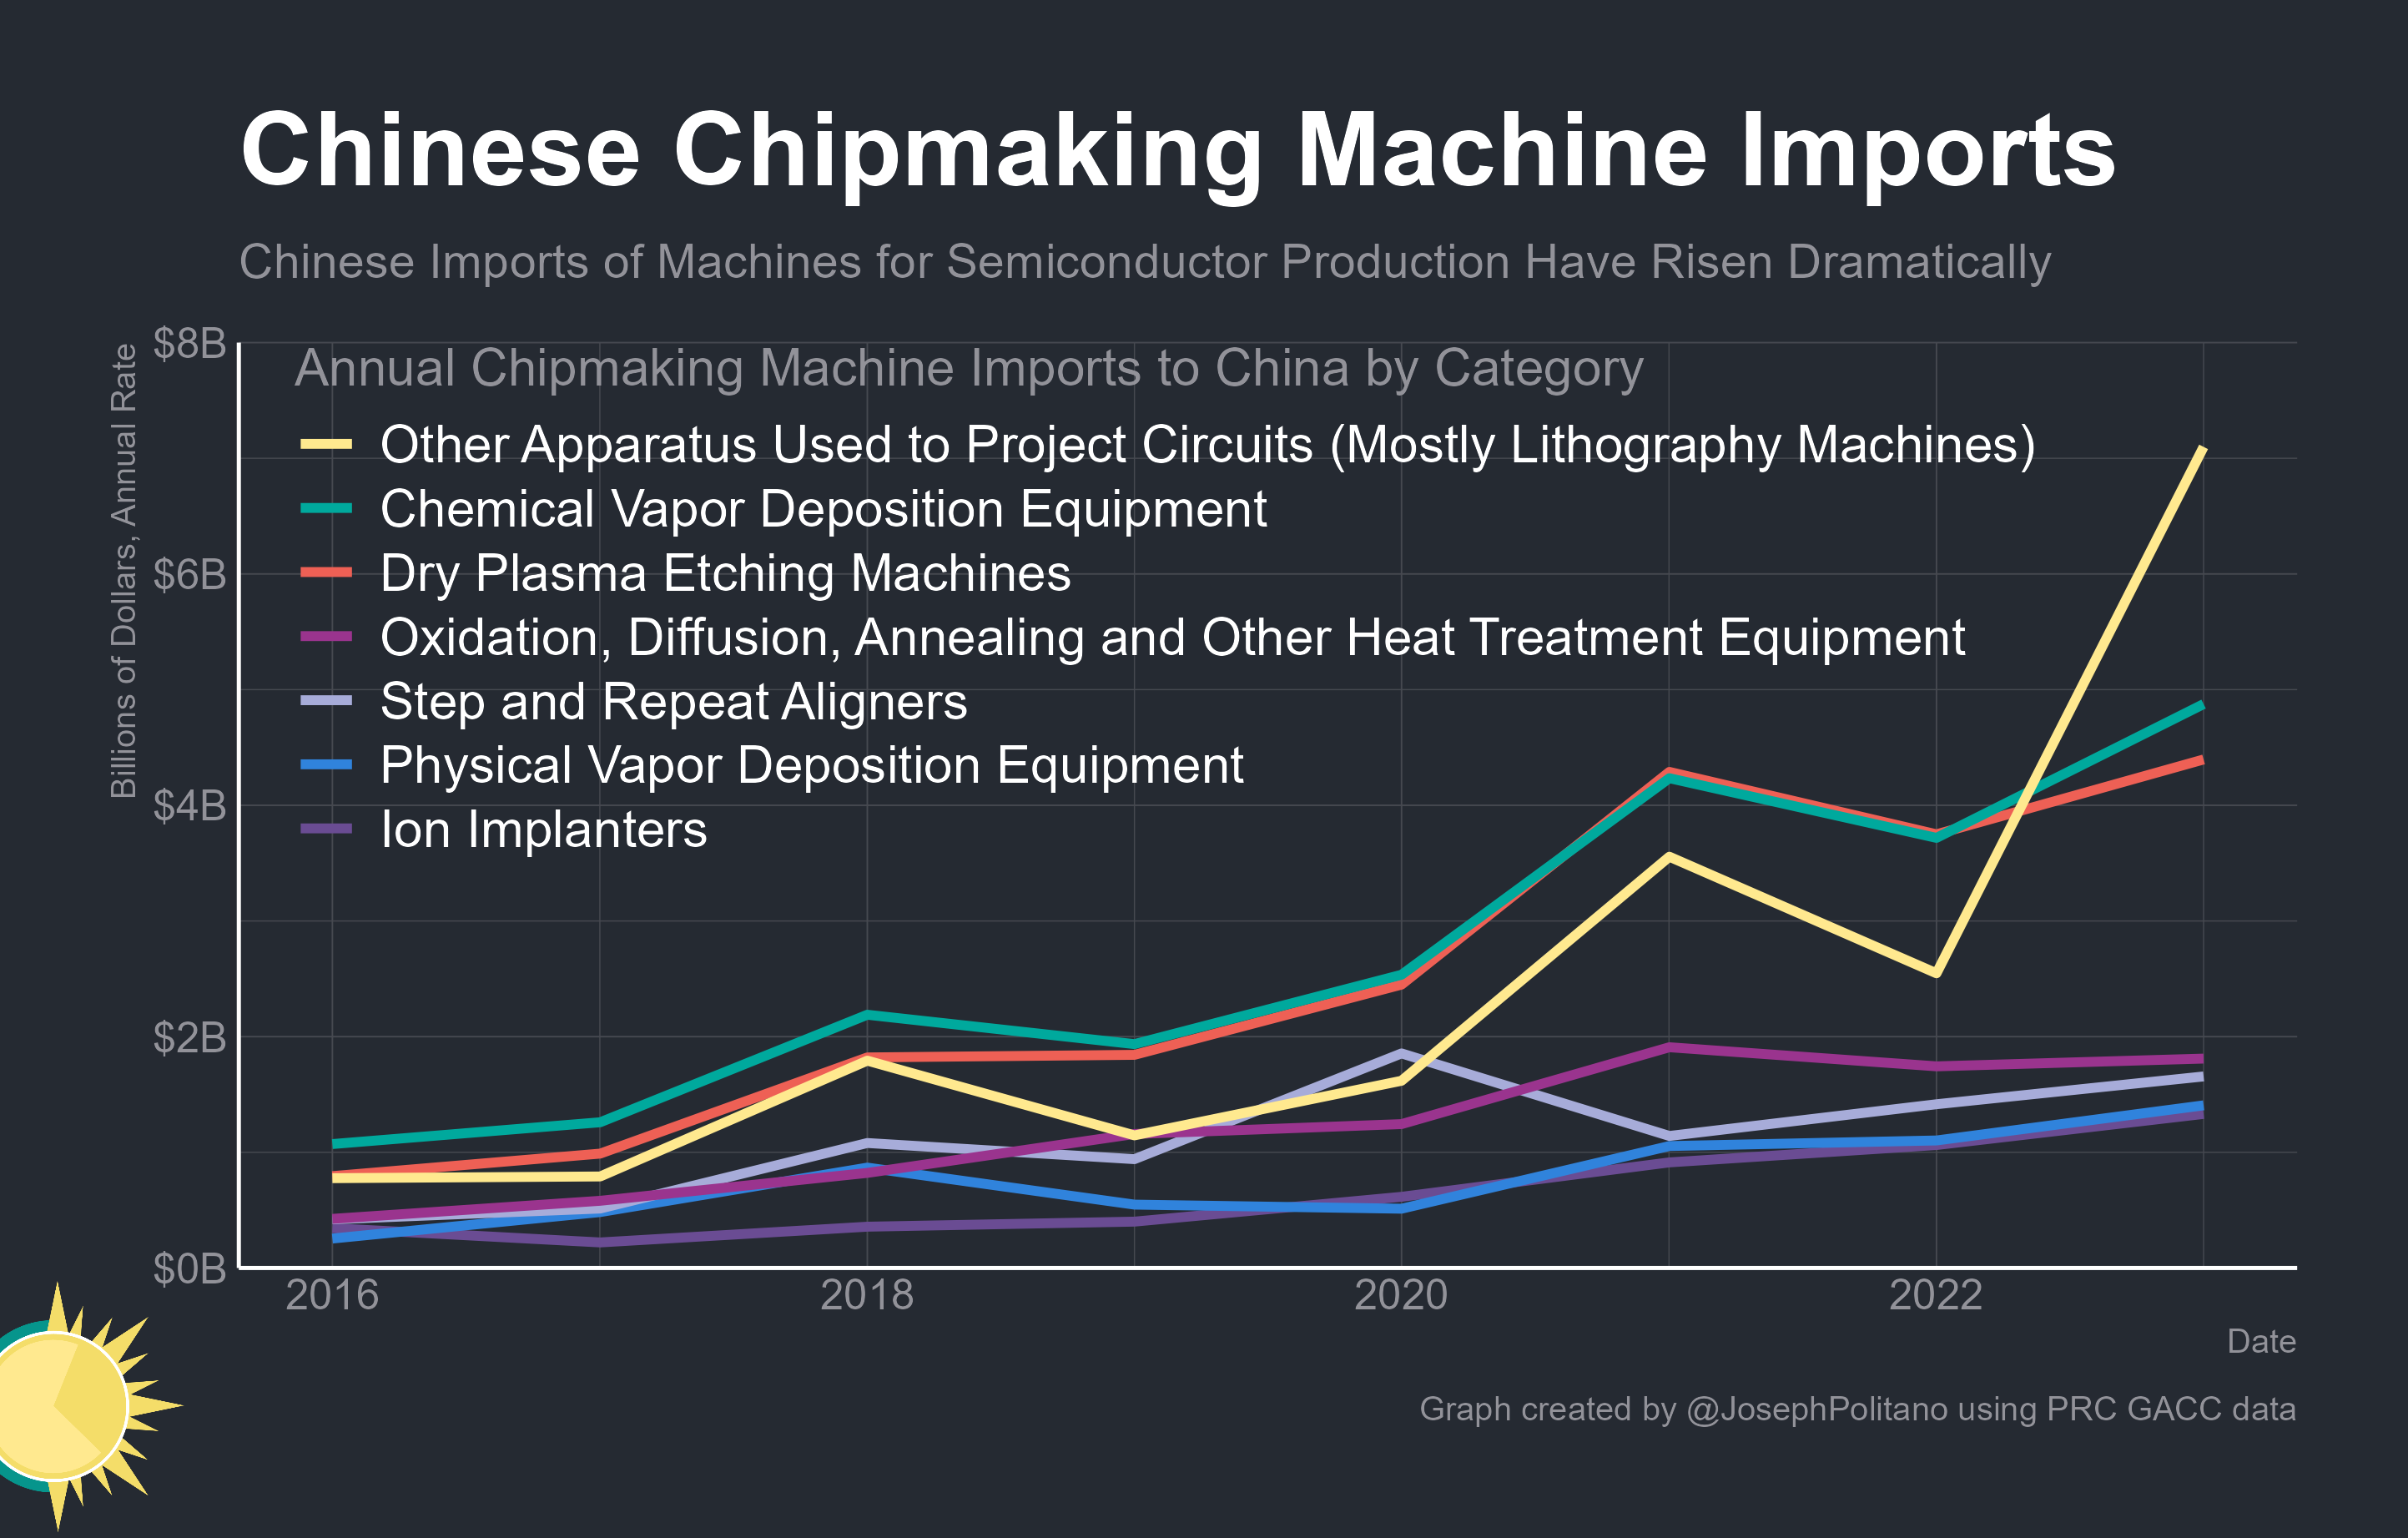 Chinese Chipmaking Machine Imports
Chinese Imports of Machines for Semiconductor Production Have Risen Dramatically
Billions of Dollars, Annual Rate
$8B
$6B
$4B
$2B
$0B
Annual Chipmaking Machine Imports to China by Category
Other Apparatus Used to Project Circuits (Mostly Lithography Machines)
Chemical Vapor Deposition Equipment
Dry Plasma Etching Machines
Oxidation, Diffusion, Annealing and Other Heat Treatment Equipment
Step and Repeat Aligners
Physical Vapor Deposition Equipment
Ion Implanters
2016 2018 2020 2022
Date
Graph created by @JosephPolitano using PRC GACC data